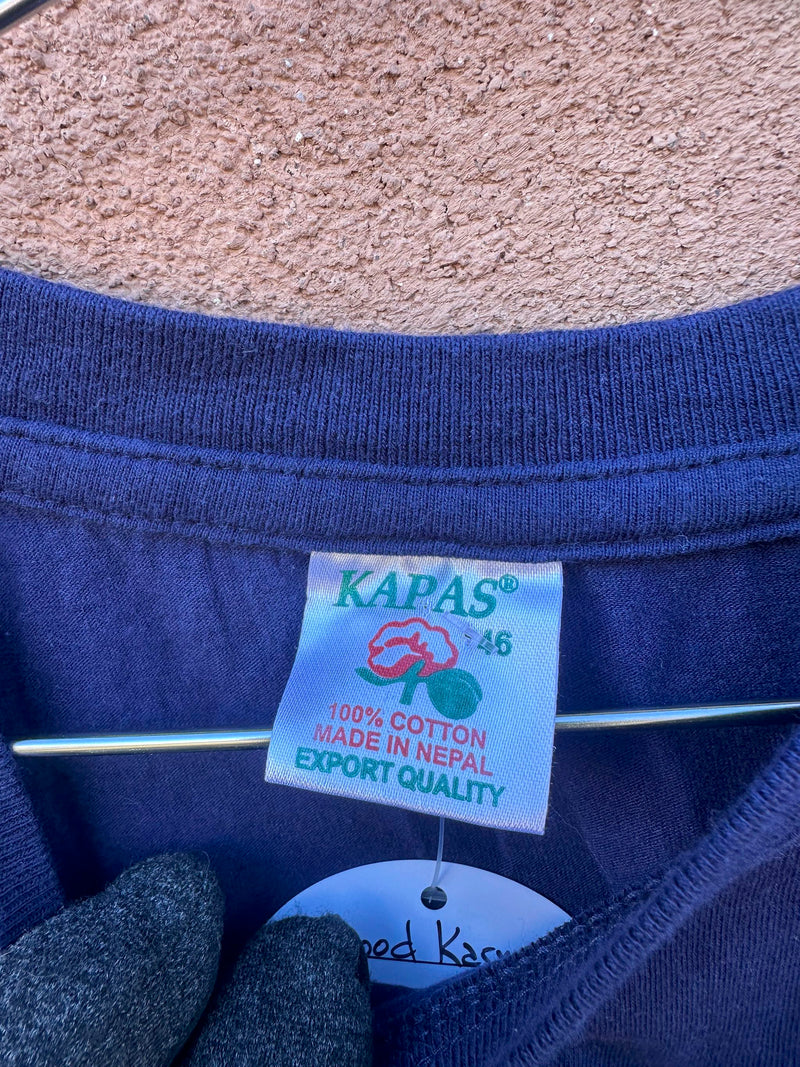 KAPAS®
46
100% COTTON
MADE IN NEPAL
EXPORT QUALITY